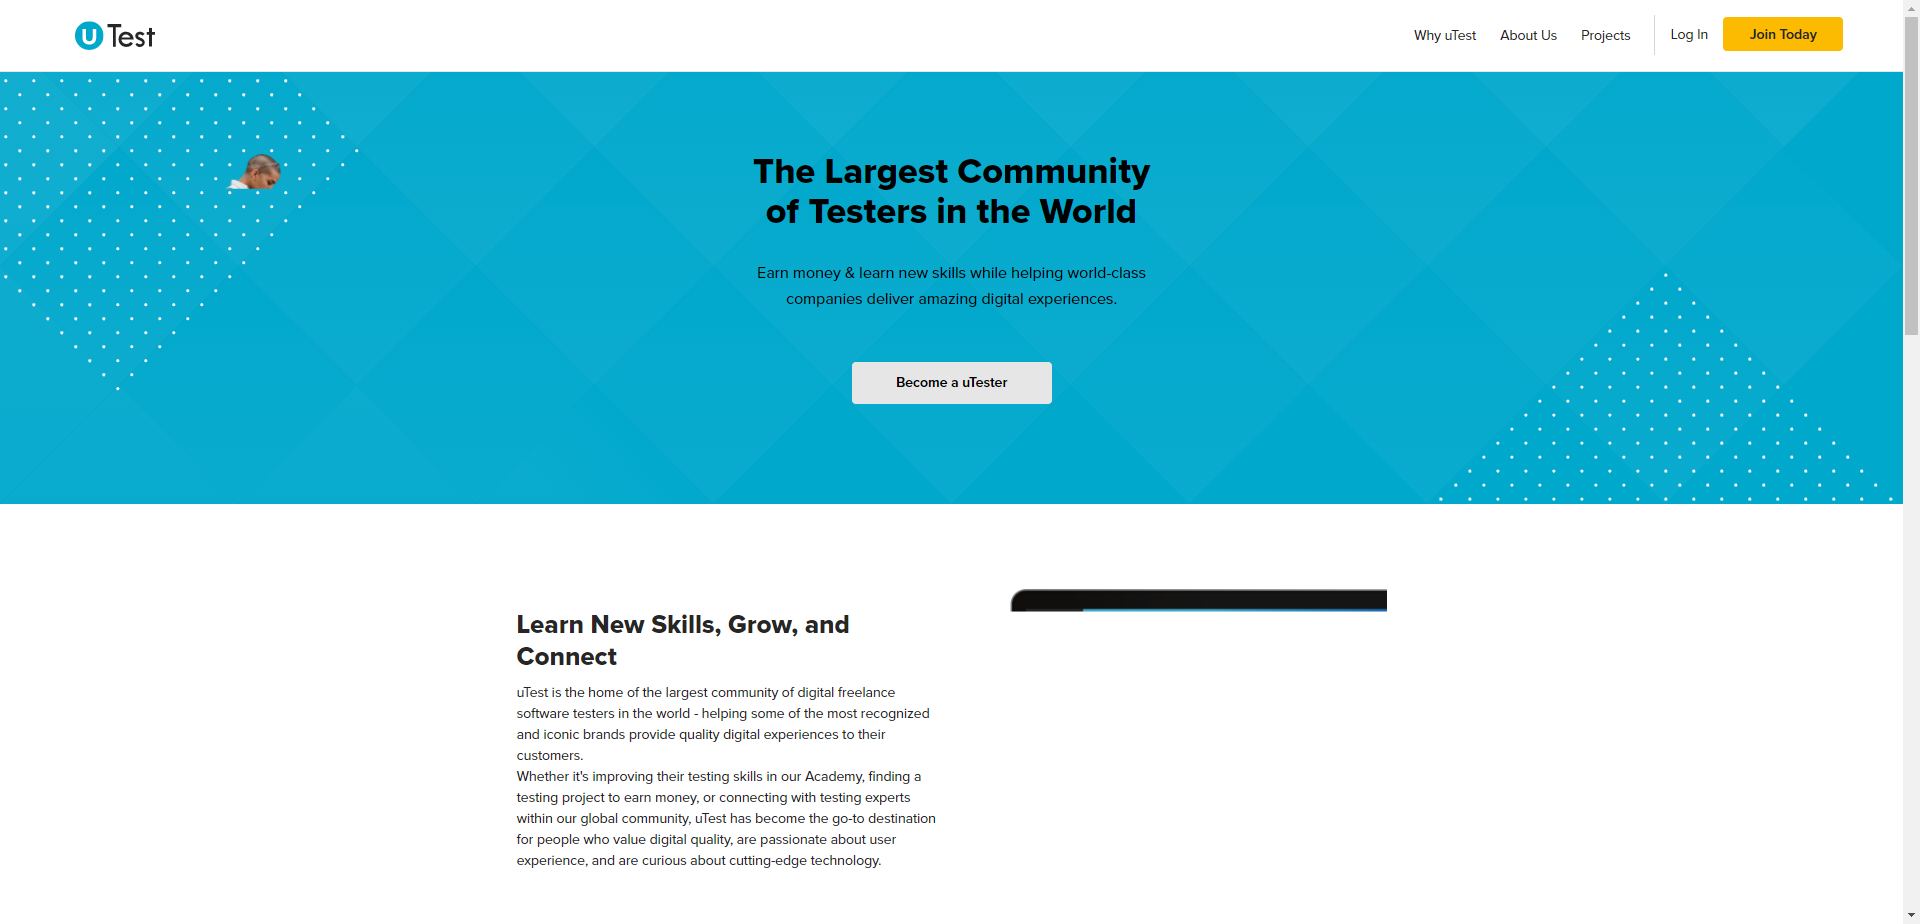 uTest
Why uTest
About Us
Projects
Log In
Join Today
The Largest Community
of Testers in the World
Earn money & learn new skills while helping world-class
companies deliver amazing digital experiences.
Become a uTester
Learn New Skills, Grow, and
Connect
uTest is the home of the largest community of digital freelance
software testers in the world - helping some of the most recognized
and iconic brands provide quality digital experiences to their
customers.
Whether it's improving their testing skills in our Academy, finding a
testing project to earn money, or connecting with testing experts
within our global community, uTest has become the go-to destination
for people who value digital quality, are passionate about user
experience, and are curious about cutting-edge technology.